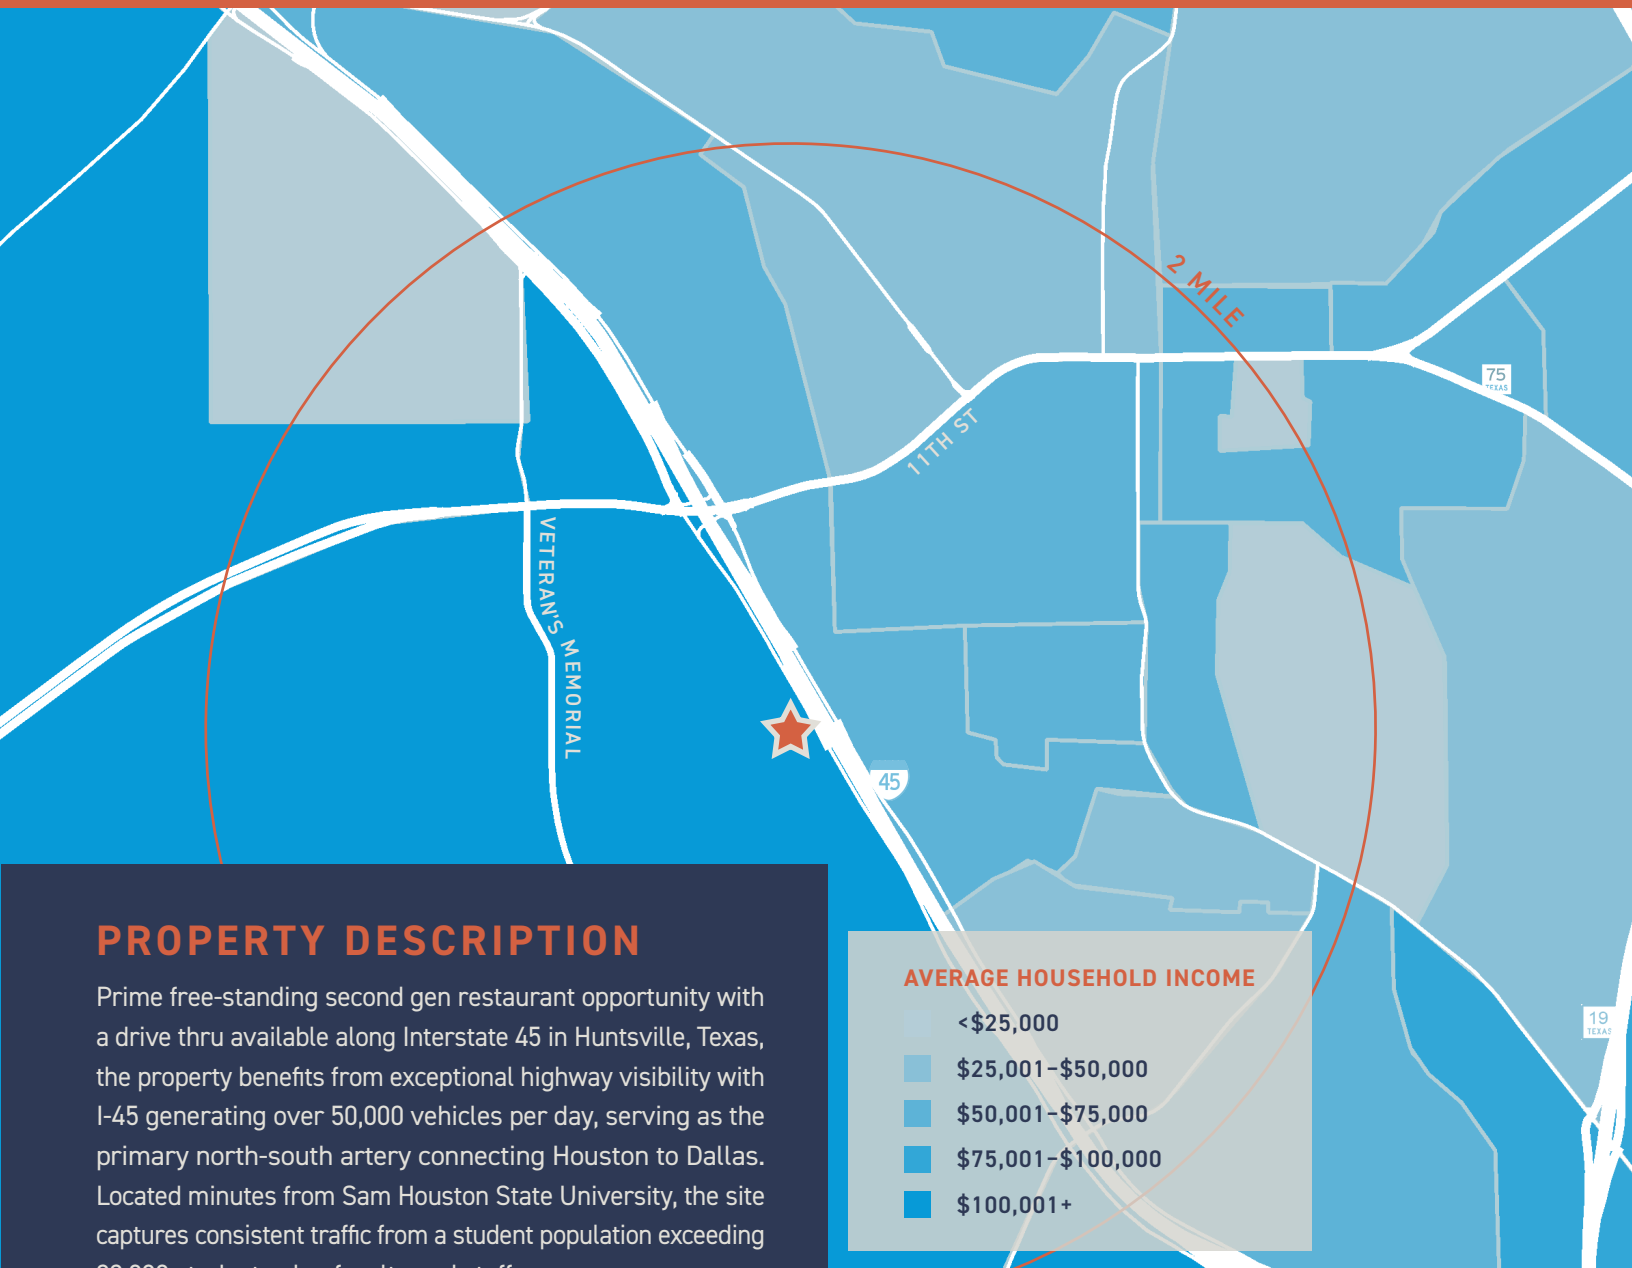 2 MILE
75
TEXAS
11TH ST
VETERAN'S MEMORIAL
45
PROPERTY DESCRIPTION
Prime free-standing second gen restaurant opportunity with
a drive thru available along Interstate 45 in Huntsville, Texas,
the property benefits from exceptional highway visibility with
I-45 generating over 50,000 vehicles per day, serving as the
primary north-south artery connecting Houston to Dallas.
Located minutes from Sam Houston State University, the site
captures consistent traffic from a student population exceeding
AVERAGE HOUSEHOLD INCOME
<$25,000
$25,001–$50,000
$50,001–$75,000
$75,001–$100,000
$100,001+
19
TEXAS